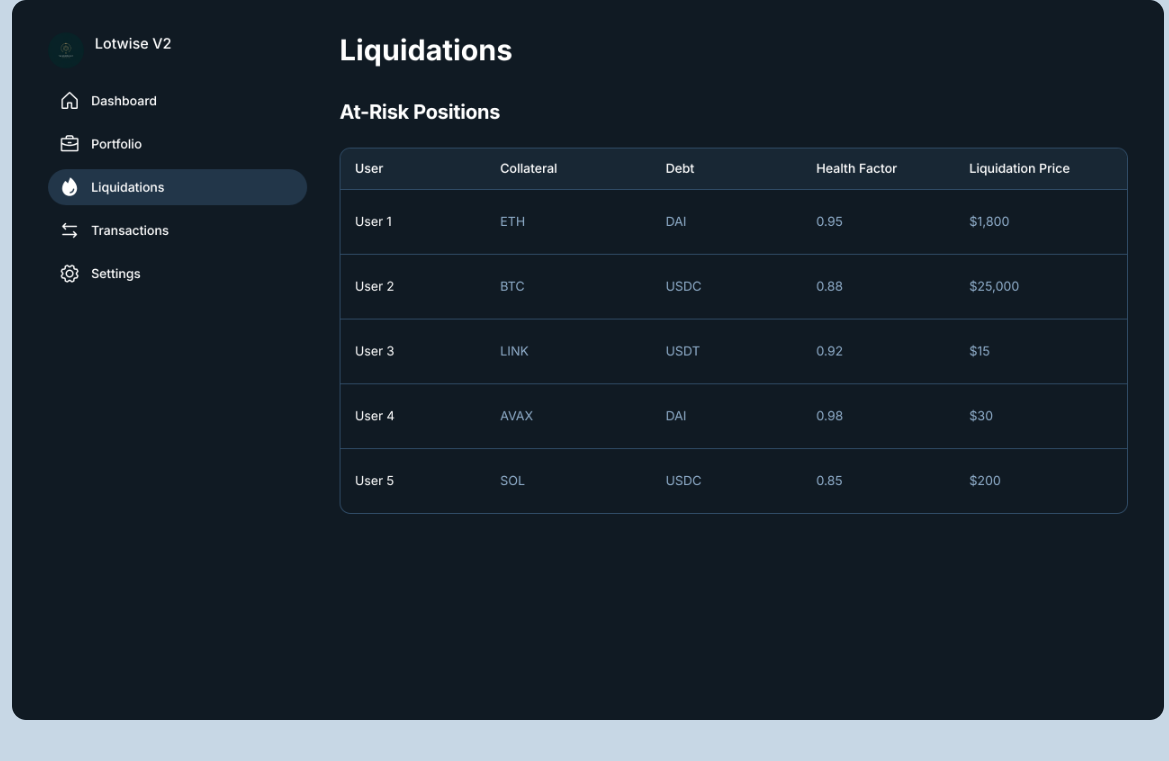 Lotwise V2
Dashboard
Portfolio
Liquidations
Transactions
Settings
Liquidations
At-Risk Positions
User Collateral Debt Health Factor Liquidation Price
User 1 ETH DAI 0.95 $1,800
User 2 BTC USDC 0.88 $25,000
User 3 LINK USDT 0.92 $15
User 4 AVAX DAI 0.98 $30
User 5 SOL USDC 0.85 $200